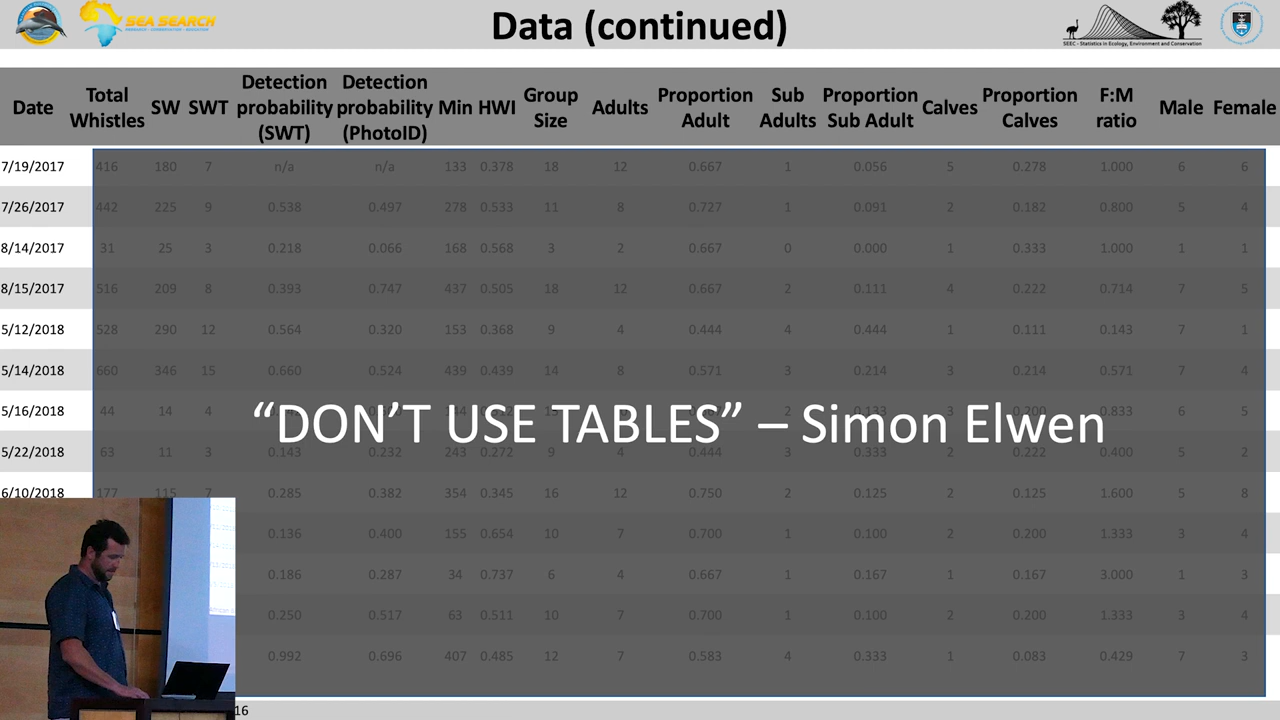 SEA SEARCH
RESEARCH - CONSERVATION - EDUCATION
Data (continued)
SEEC - Statistics in Ecology, Environment and Conservation
Date Total Whistles SW SWT Detection probability (SWT) Detection probability (PhotoID) Min HWI Group Size Adults Proportion Adult Sub Adults Proportion Sub Adult Calves Proportion Calves F:M ratio Male Female
7/19/2017 416 180 7 n/a n/a 133 0.378 18 12 0.667 1 0.056 5 0.278 1.000 6 6
7/26/2017 442 225 9 0.538 0.497 278 0.533 11 8 0.727 1 0.091 2 0.182 0.800 5 4
8/14/2017 31 25 3 0.218 0.066 168 0.568 3 2 0.667 0 0.000 1 0.333 1.000 1 1
8/15/2017 516 209 8 0.393 0.747 437 0.505 18 12 0.667 2 0.111 4 0.222 0.714 7 5
5/12/2018 528 290 12 0.564 0.320 153 0.368 9 4 0.444 4 0.444 1 0.111 0.143 7 1
5/14/2018 660 346 15 0.660 0.524 439 0.439 14 8 0.571 3 0.214 3 0.214 0.571 7 4
5/16/2018 44 14 4 2 0.133 3 0.200 0.833 6 5
“DON’T USE TABLES” – Simon Elwen
5/22/2018 63 11 3 0.143 0.232 243 0.272 9 4 0.444 3 0.333 2 0.222 0.400 5 2
6/10/2018 177 115 7 0.285 0.382 354 0.345 16 12 0.750 2 0.125 2 0.125 1.600 5 8
0.136 0.400 155 0.654 10 7 0.700 1 0.100 2 0.200 1.333 3 4
0.186 0.287 34 0.737 6 4 0.667 1 0.167 1 0.167 3.000 1 3
0.250 0.517 63 0.511 10 7 0.700 1 0.100 2 0.200 1.333 3 4
0.992 0.696 407 0.485 12 7 0.583 4 0.333 1 0.083 0.429 7 3
16